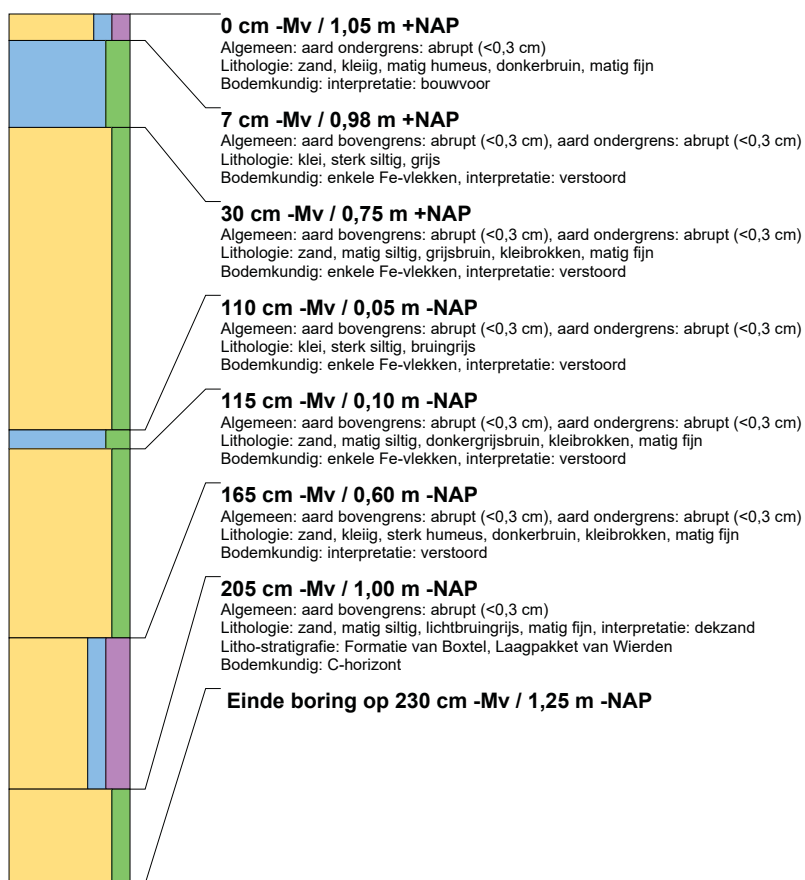 0 cm -Mv / 1,05 m +NAP
Algemeen: aard ondergrens: abrupt (<0,3 cm)
Lithologie: zand, kleiig, matig humeus, donkerbruin, matig fijn
Bodemkundig: interpretatie: bouwvoor
7 cm -Mv / 0,98 m +NAP
Algemeen: aard bovengrens: abrupt (<0,3 cm), aard ondergrens: abrupt (<0,3 cm)
Lithologie: klei, sterk siltig, grijs
Bodemkundig: enkele Fe-vlekken, interpretatie: verstoord
30 cm -Mv / 0,75 m +NAP
Algemeen: aard bovengrens: abrupt (<0,3 cm), aard ondergrens: abrupt (<0,3 cm)
Lithologie: zand, matig siltig, grijsbruin, kleibrokken, matig fijn
Bodemkundig: enkele Fe-vlekken, interpretatie: verstoord
110 cm -Mv / 0,05 m -NAP
Algemeen: aard bovengrens: abrupt (<0,3 cm), aard ondergrens: abrupt (<0,3 cm)
Lithologie: klei, sterk siltig, bruingrijs
Bodemkundig: enkele Fe-vlekken, interpretatie: verstoord
115 cm -Mv / 0,10 m -NAP
Algemeen: aard bovengrens: abrupt (<0,3 cm), aard ondergrens: abrupt (<0,3 cm)
Lithologie: zand, matig siltig, donkergrijsbruin, kleibrokken, matig fijn
Bodemkundig: enkele Fe-vlekken, interpretatie: verstoord
165 cm -Mv / 0,60 m -NAP
Algemeen: aard bovengrens: abrupt (<0,3 cm), aard ondergrens: abrupt (<0,3 cm)
Lithologie: zand, kleiig, sterk humeus, donkerbruin, kleibrokken, matig fijn
Bodemkundig: interpretatie: verstoord
205 cm -Mv / 1,00 m -NAP
Algemeen: aard bovengrens: abrupt (<0,3 cm)
Lithologie: zand, matig siltig, lichtbruingrijs, matig fijn, interpretatie: dekzand
Litho-stratigrafie: Formatie van Boxtel, Laagpakket van Wierden
Bodemkundig: C-horizont
Einde boring op 230 cm -Mv / 1,25 m -NAP